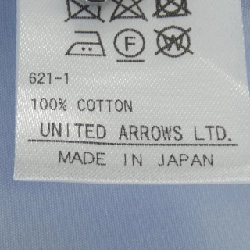 621-1
100% COTTON
UNITED ARROWS LTD.
MADE IN JAPAN